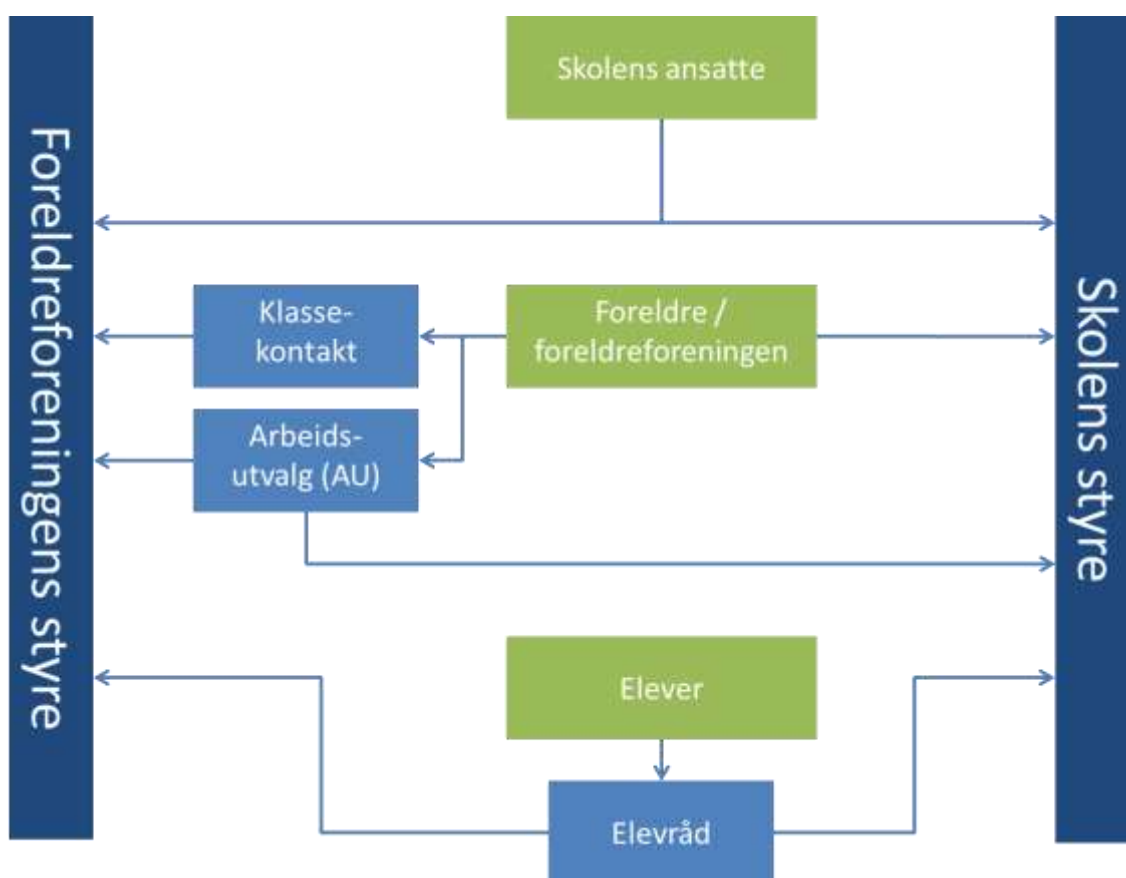 Foreldreforeningens styre
Skolens ansatte
Klasse-
kontakt
Foreldre /
foreldreforeningen
Arbeids-
utvalg (AU)
Elever
Elevråd
Skolens styre